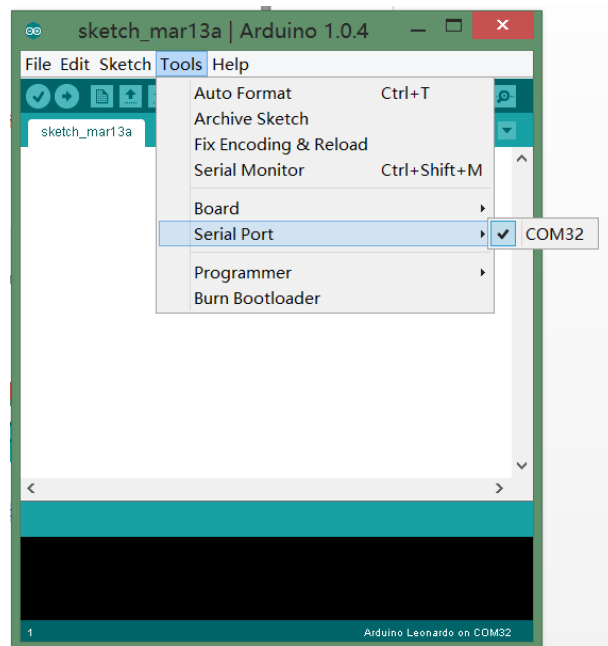 sketch_mar13a | Arduino 1.0.4
File Edit Sketch Tools Help
Auto Format Ctrl+T
sketch_mar13a
Archive Sketch
Fix Encoding & Reload
Serial Monitor Ctrl+Shift+M
Board
Serial Port
COM32
Programmer
Burn Bootloader
1 Arduino Leonardo on COM32